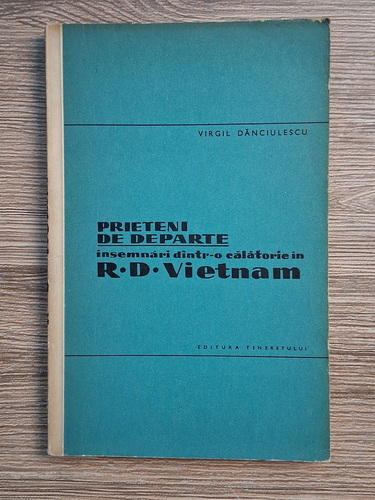 VIRGIL DĂNCIULESCU
PRIETENI
DE DEPARTE
însemnări dintr-o călătorie în
R·D·Vietnam
EDITURA TINERETULUI